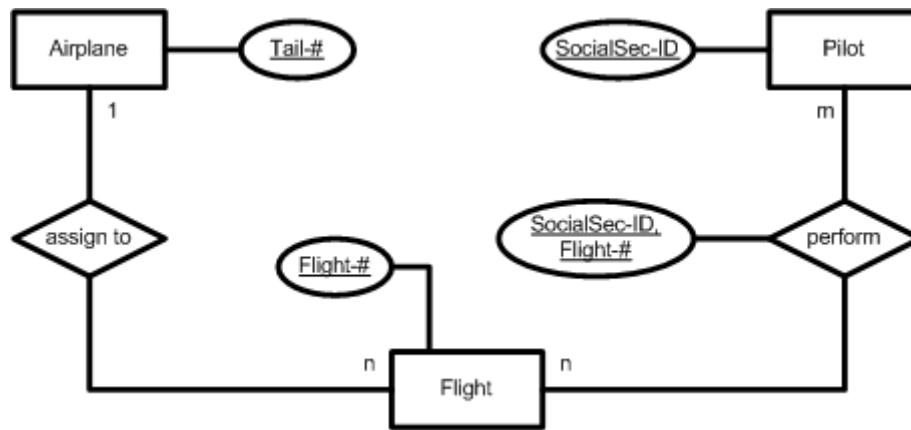 Airplane
Tail-#
SocialSec-ID
Pilot
1
m
assign to
SocialSec-ID,
Flight-#
perform
Flight-#
n
n
Flight